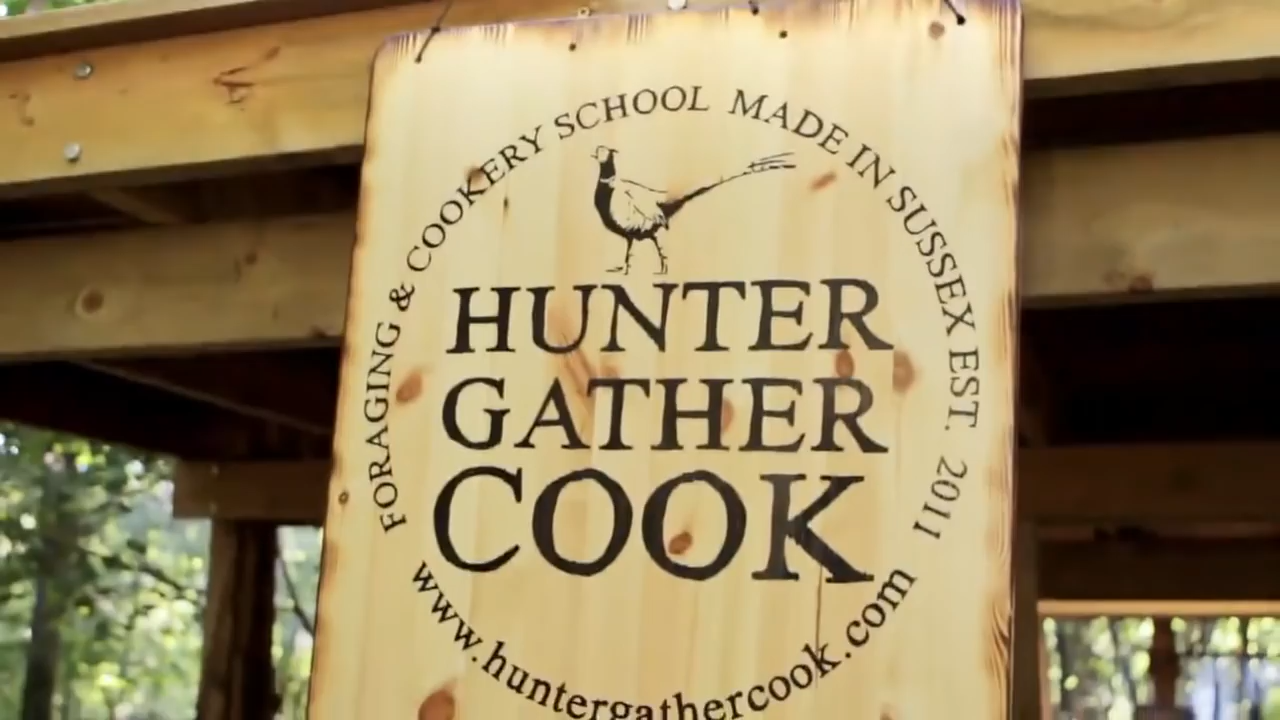 FORAGING & COOKERY SCHOOL MADE IN SUSSEX EST. 2011
HUNTER
GATHER
COOK
www.huntergathercook.com